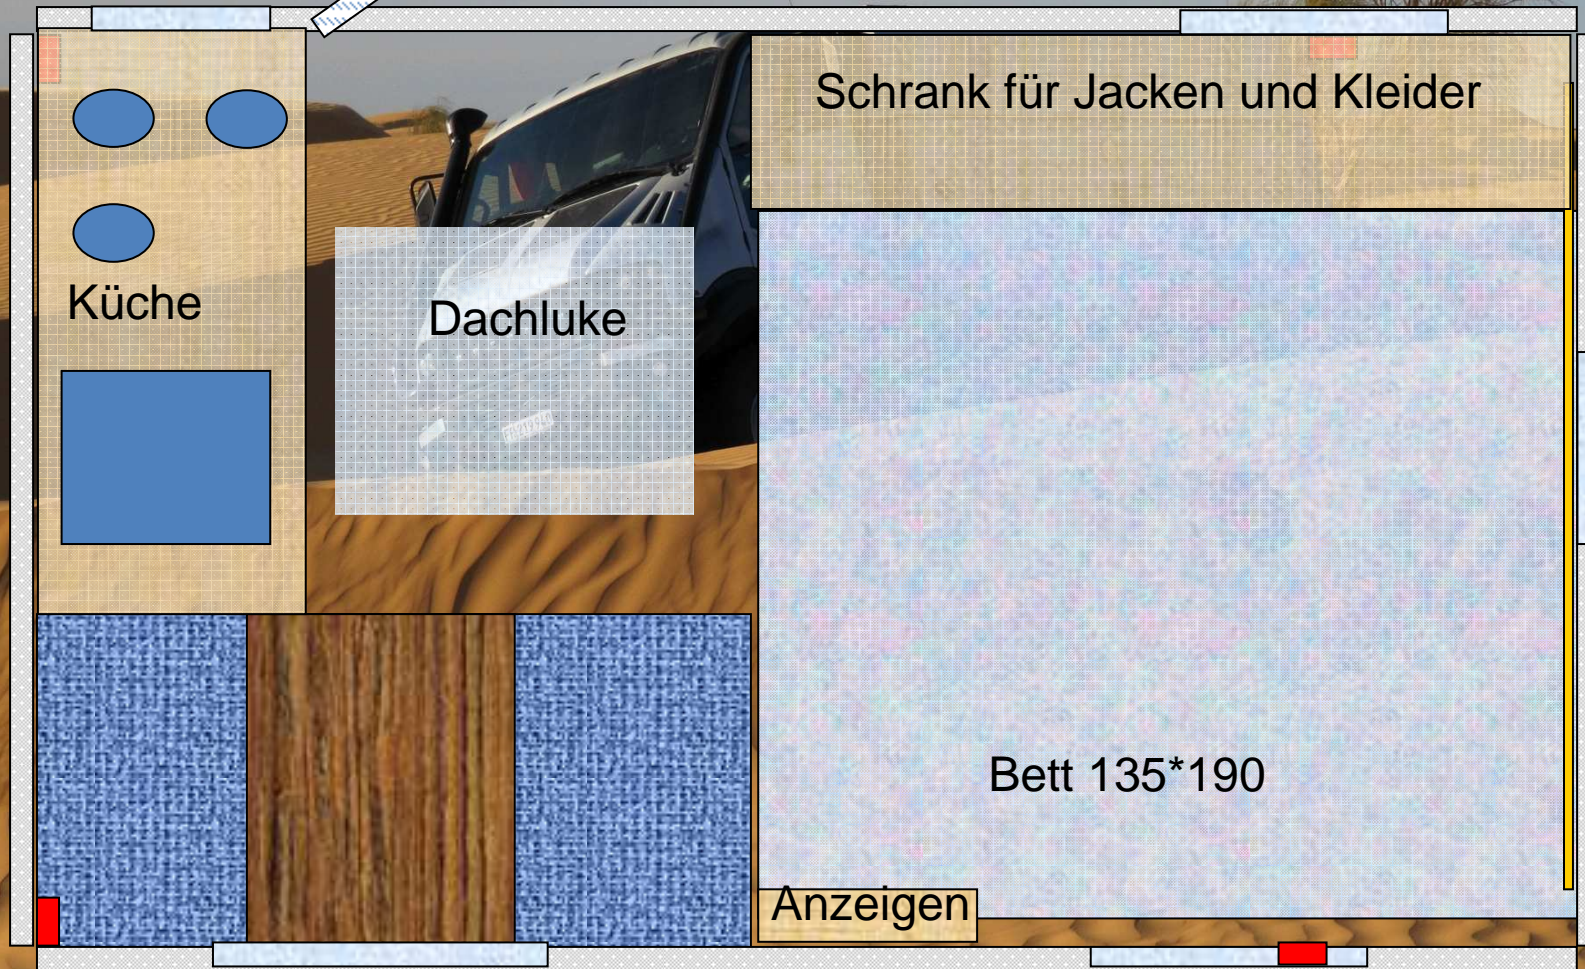 Schrank für Jacken und Kleider
Küche
Dachluke
Bett 135*190
Anzeigen